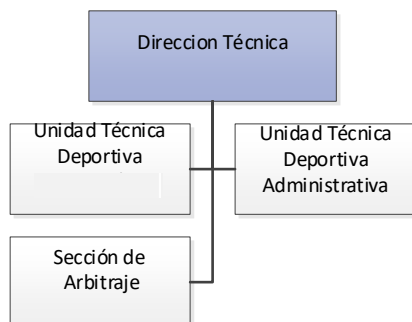 Direccion Técnica
Unidad Técnica
Deportiva
Unidad Técnica
Deportiva
Administrativa
Sección de
Arbitraje